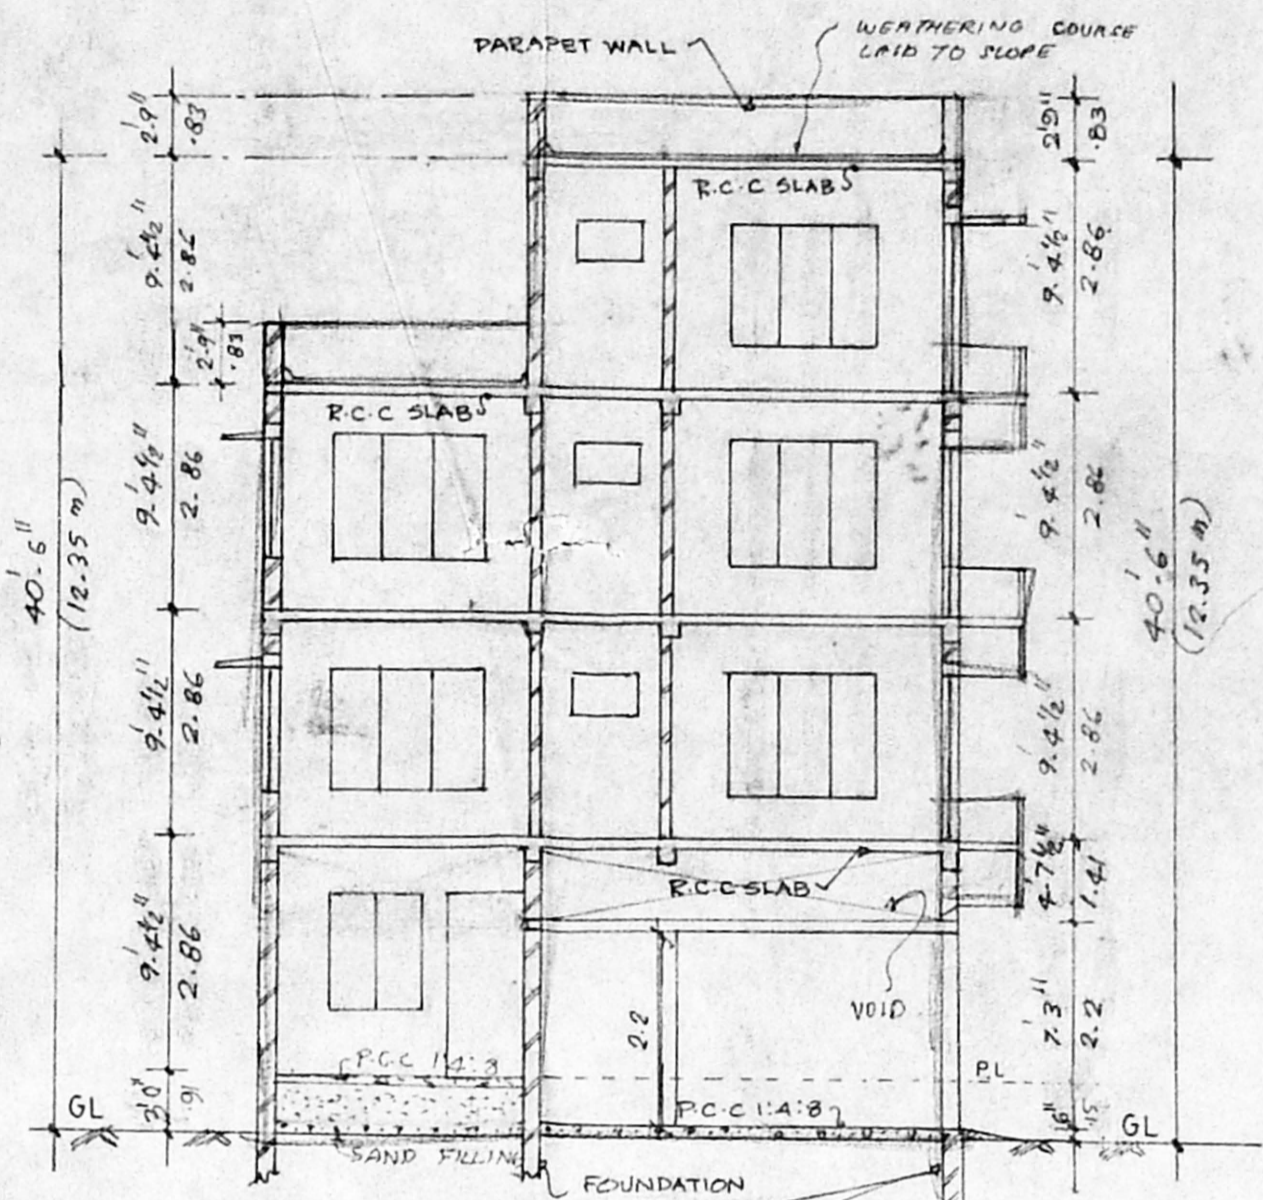 PARAPET WALL
WEATHERING COURSE
LAID TO SLOPE
2'9"
.83
2'9"
.83
R.C.C SLAB
9'.4½"
2.86
9'.4½"
2.86
2'.9"
.83
R.C.C SLAB
9'.4½"
2.86
9'.4½"
2.86
40'-6"
(12.35 m)
40'-6"
(12.35 m)
9'.4½"
2.86
9'.4½"
2.86
R.C.C SLAB
4'-7½"
1.41
9'.4½"
2.86
VOID
2.2
7'.3"
2.2
P.C.C 1:4:8
P.L
3'0"
.91
GL
P.C.C 1:4:8
6"
.15
GL
SAND FILLING
FOUNDATION